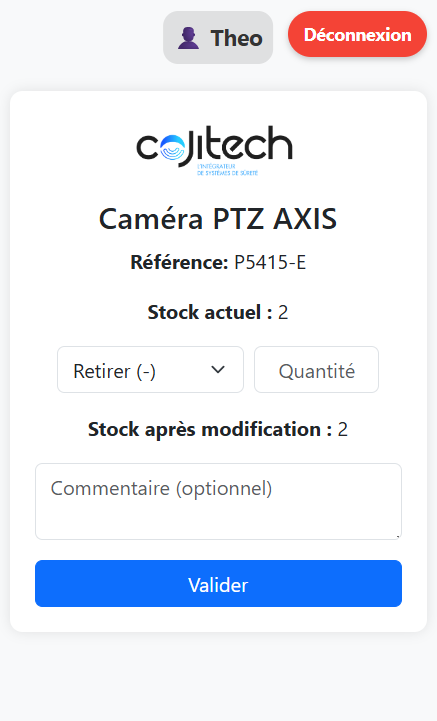 Theo
Déconnexion
cojitech
L'INTÉGRATEUR
DE SYSTÈMES DE SÛRETÉ
Caméra PTZ AXIS
Référence: P5415-E
Stock actuel : 2
Retirer (-)
Quantité
Stock après modification : 2
Commentaire (optionnel)
Valider